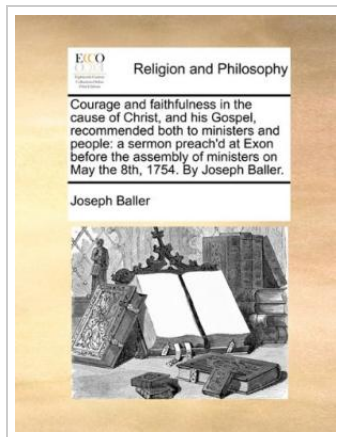 ECCO
Religion and Philosophy
Courage and faithfulness in the
cause of Christ, and his Gospel,
recommended both to ministers and
people: a sermon preach'd at Exon
before the assembly of ministers on
May the 8th, 1754. By Joseph Baller.
Joseph Baller